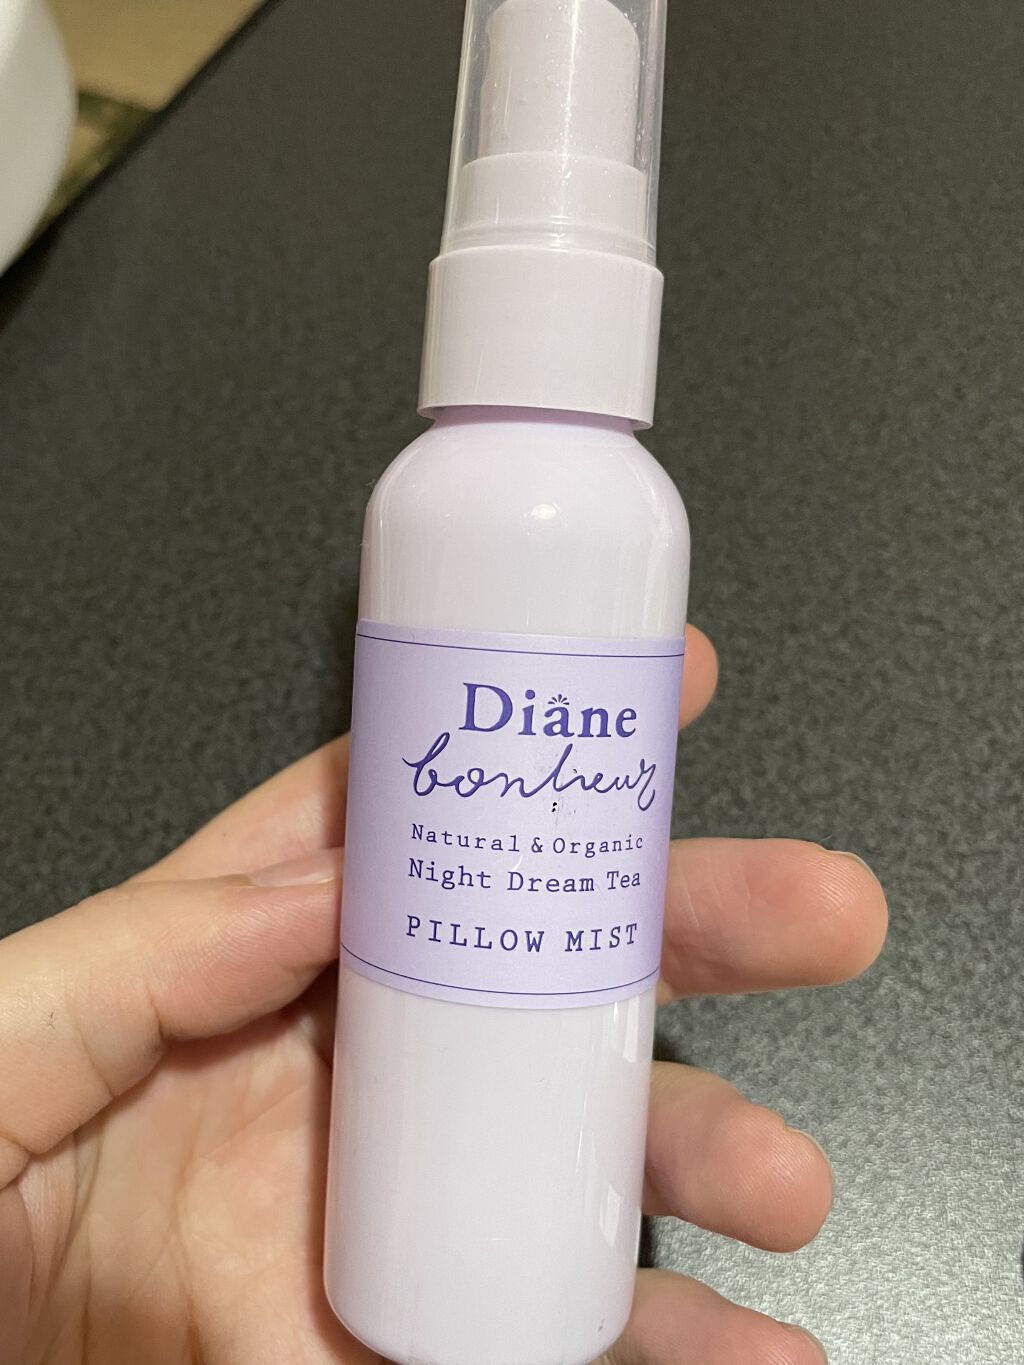 Diane
bonheur
Natural & Organic
Night Dream Tea
PILLOW MIST